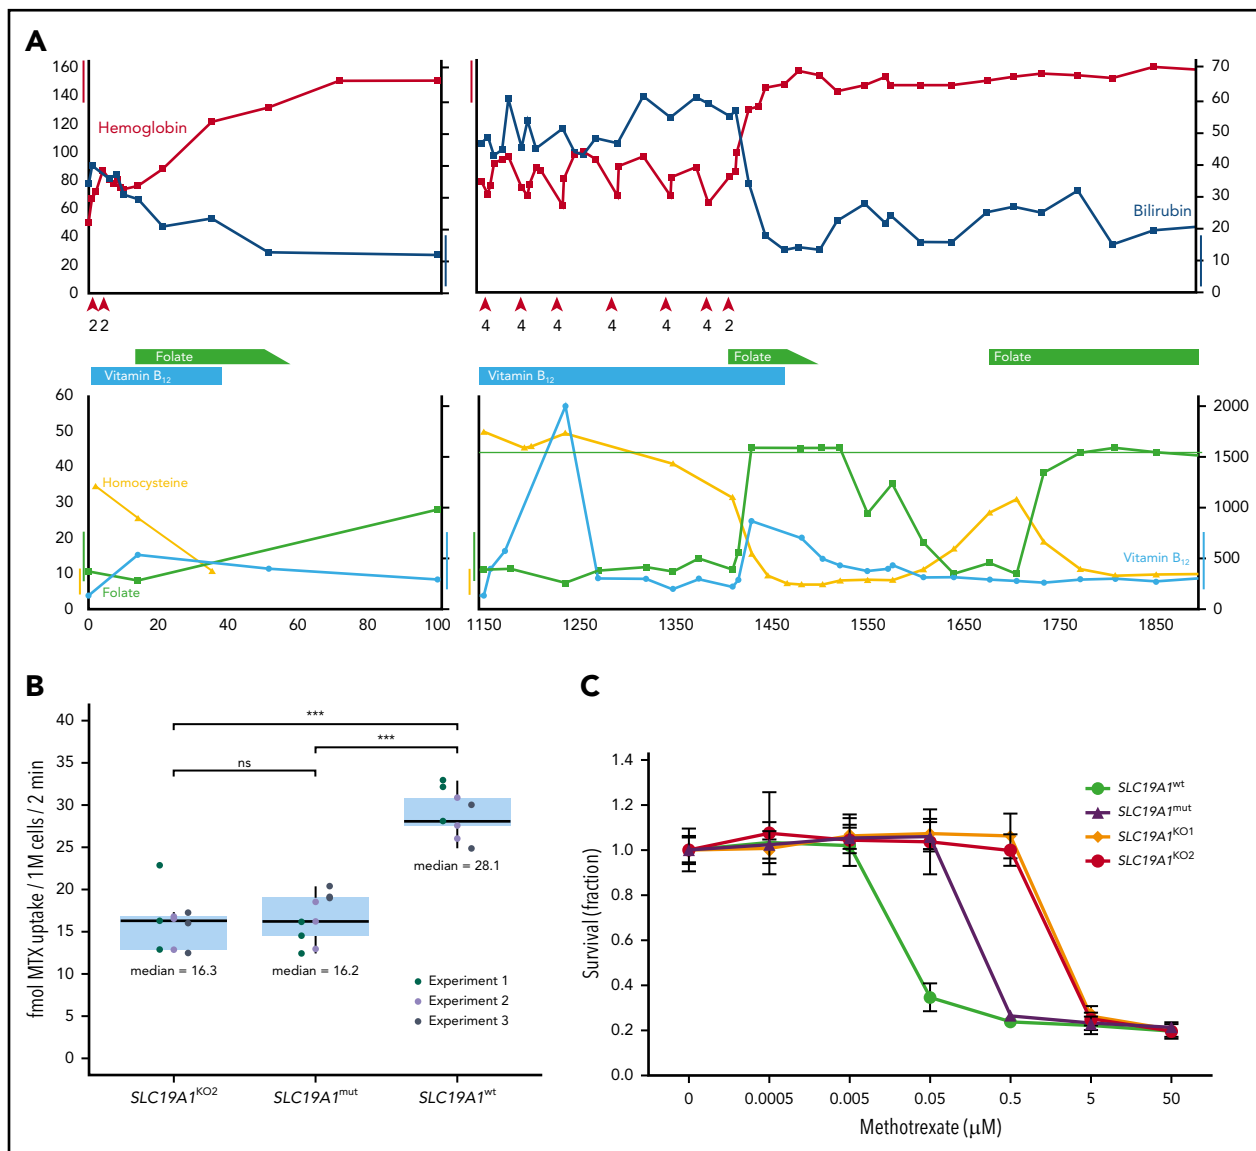 A
160
140
120
100
80
60
40
20
0
Hemoglobin
70
60
50
40
30
20
10
0
Bilirubin
2 2
4 4 4 4 4 4 2
Folate
Vitamin B12
Folate
Folate
Vitamin B12
60
50
40
30
20
10
0
Homocysteine
Folate
2000
1500
1000
500
0
Vitamin B12
0 20 40 60 80 100
1150 1250 1350 1450 1550 1650 1750 1850
B
fmol MTX uptake / 1M cells / 2 min
40
35
30
25
20
15
10
5
0
***
***
ns
median = 28.1
median = 16.3
median = 16.2
Experiment 1
Experiment 2
Experiment 3
SLC19A1KO2
SLC19A1mut
SLC19A1wt
C
Survival (fraction)
1.4
1.2
1.0
0.8
0.6
0.4
0.2
0.0
SLC19A1wt
SLC19A1mut
SLC19A1KO1
SLC19A1KO2
0 0.0005 0.005 0.05 0.5 5 50
Methotrexate (μM)